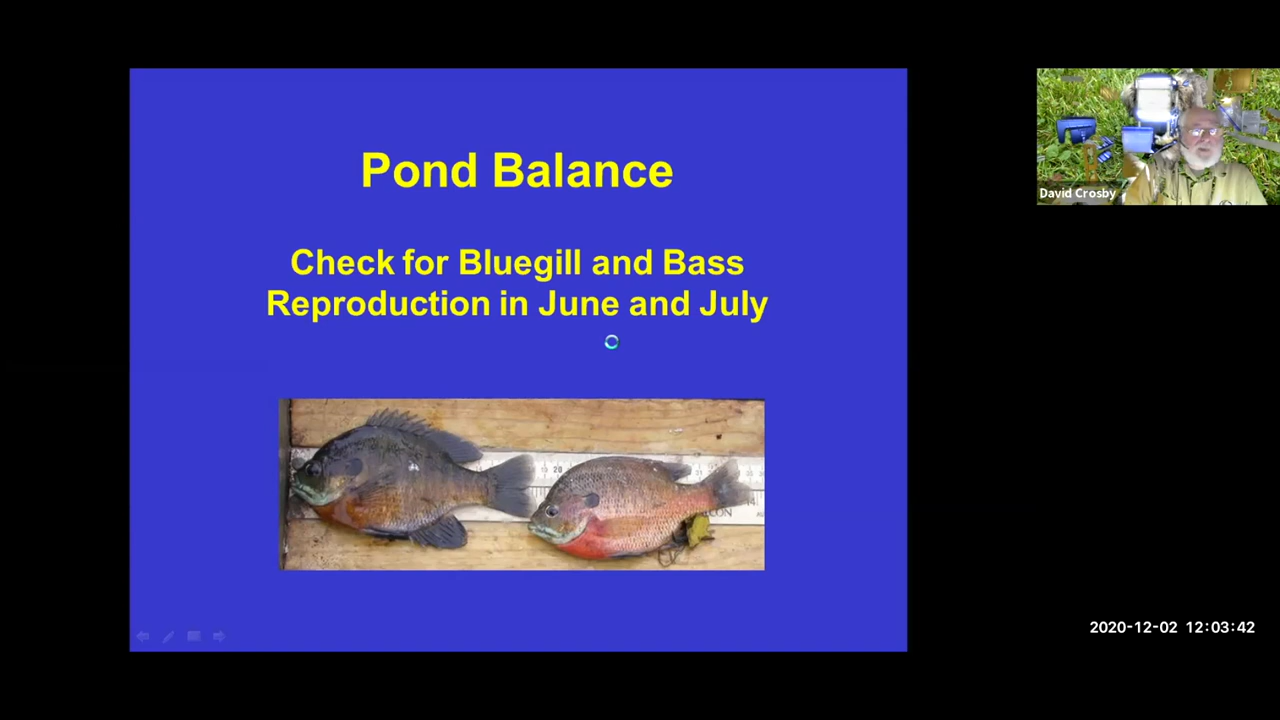 Pond Balance
Check for Bluegill and Bass
Reproduction in June and July
20
David Crosby
2020-12-02 12:03:42